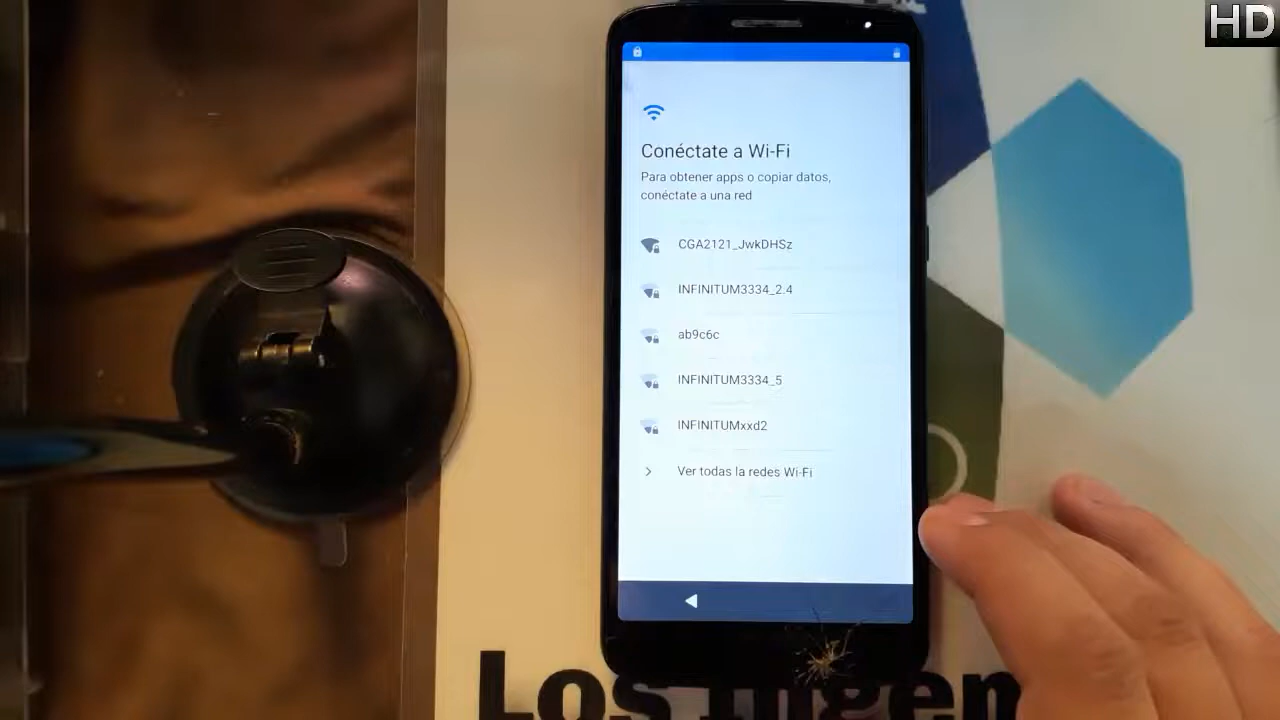 HD
Conéctate a Wi-Fi
Para obtener apps o copiar datos,
conéctate a una red
CGA2121_JwkDHSz
INFINITUM3334_2.4
ab9c6c
INFINITUM3334_5
INFINITUMxxd2
Ver todas la redes Wi-Fi
Los Ingen